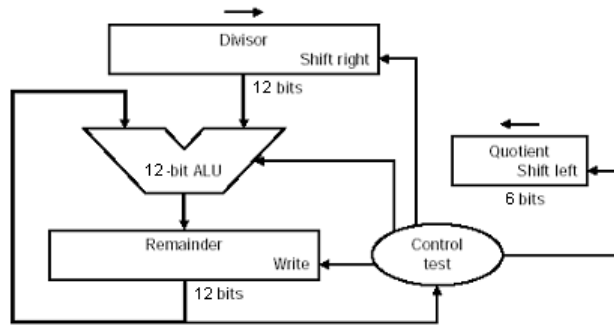 Divisor
Shift right
12 bits
12-bit ALU
Quotient
Shift left
6 bits
Remainder
Write
12 bits
Control
test